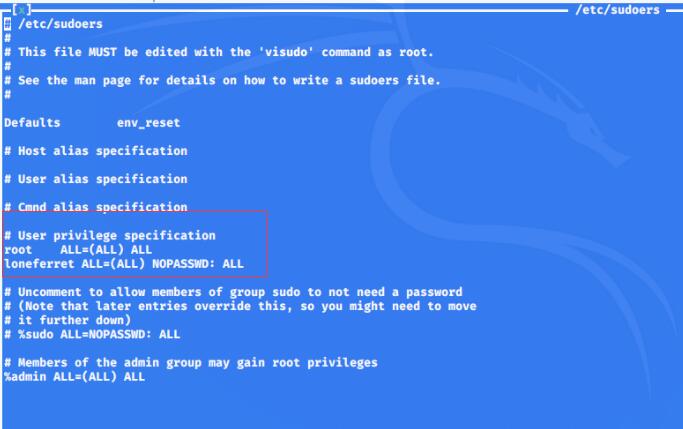 [x] /etc/sudoers
# /etc/sudoers
#
# This file MUST be edited with the 'visudo' command as root.
#
# See the man page for details on how to write a sudoers file.
#
Defaults env_reset
# Host alias specification
# User alias specification
# Cmnd alias specification
# User privilege specification
root ALL=(ALL) ALL
loneferret ALL=(ALL) NOPASSWD: ALL
# Uncomment to allow members of group sudo to not need a password
# (Note that later entries override this, so you might need to move
# it further down)
# %sudo ALL=NOPASSWD: ALL
# Members of the admin group may gain root privileges
%admin ALL=(ALL) ALL